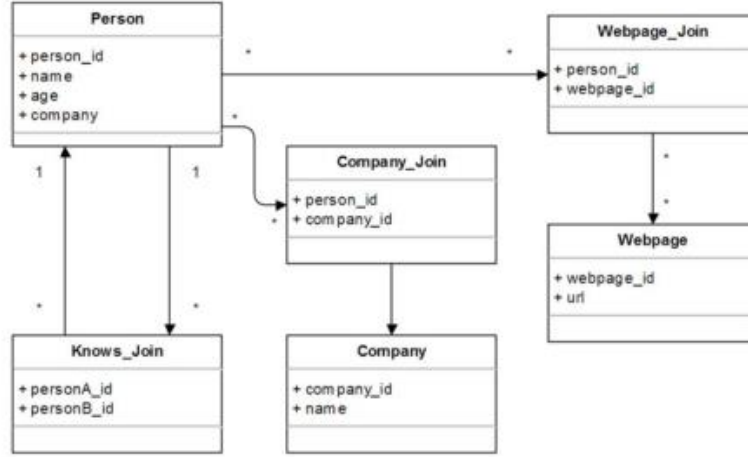 Person
+ person_id
+ name
+ age
+ company
*
*
Webpage_Join
+ person_id
+ webpage_id
*
*
Company_Join
+ person_id
+ company_id
*
*
Webpage
+ webpage_id
+ url
1
1
*
*
Knows_Join
+ personA_id
+ personB_id
Company
+ company_id
+ name